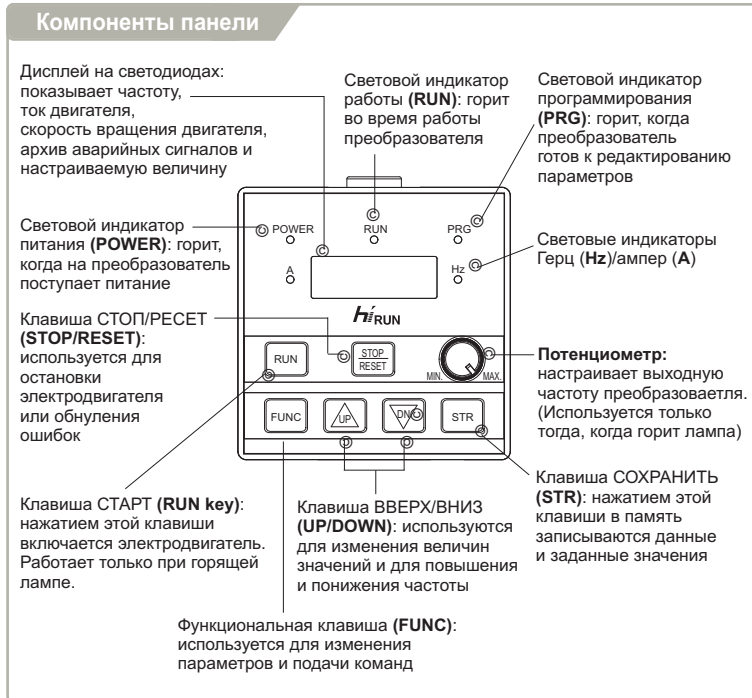 Компоненты панели
Дисплей на светодиодах:
показывает частоту,
ток двигателя,
скорость вращения двигателя,
архив аварийных сигналов и
настраиваемую величину
Световой индикатор
работы (RUN): горит
во время работы
преобразователя
Световой индикатор
программирования
(PRG): горит, когда
преобразователь
готов к редактированию
параметров
Световой индикатор
питания (POWER): горит,
когда на преобразователь
поступает питание
POWER
RUN
PRG
A
Hz
hi RUN
Световые индикаторы
Герц (Hz)/ампер (A)
Клавиша СТОП/РЕСЕТ
(STOP/RESET):
используется для
остановки
электродвигателя
или обнуления
ошибок
RUN
STOP
RESET
MIN.
MAX.
FUNC
UP
DN
STR
Потенциометр:
настраивает выходную
частоту преобразоваетля.
(Используется только
тогда, когда горит лампа)
Клавиша СТАРТ (RUN key):
нажатием этой клавиши
включается электродвигатель.
Работает только при горящей
лампе.
Клавиша ВВЕРХ/ВНИЗ
(UP/DOWN): используются
для изменения величин
значений и для повышения
и понижения частоты
Клавиша СОХРАНИТЬ
(STR): нажатием этой
клавиши в память
записываются данные
и заданные значения
Функциональная клавиша (FUNC):
используется для изменения
параметров и подачи команд